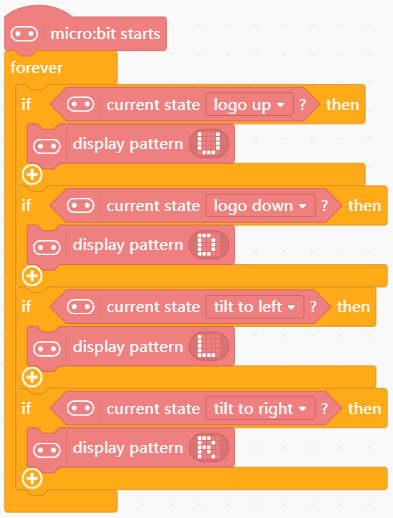 micro:bit starts
forever
if current state logo up ? then
display pattern
if current state logo down ? then
display pattern
if current state tilt to left ? then
display pattern
if current state tilt to right ? then
display pattern